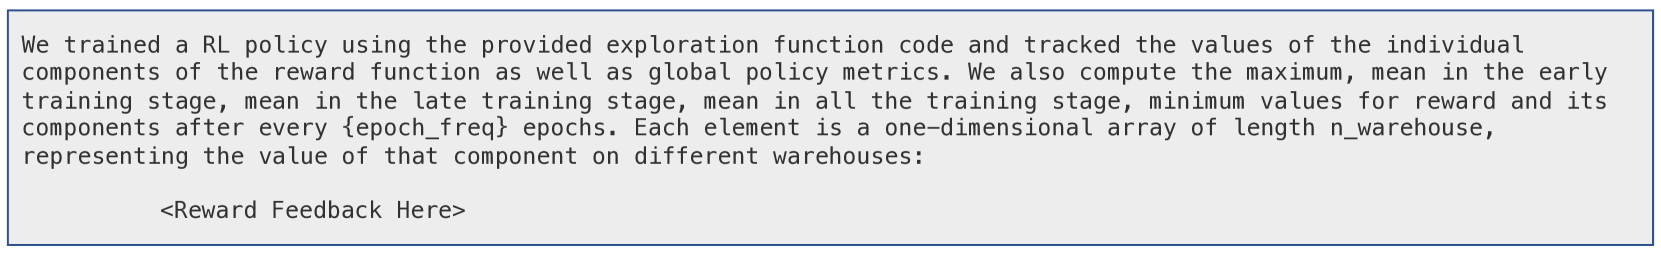 We trained a RL policy using the provided exploration function code and tracked the values of the individual
components of the reward function as well as global policy metrics. We also compute the maximum, mean in the early
training stage, mean in the late training stage, mean in all the training stage, minimum values for reward and its
components after every {epoch_freq} epochs. Each element is a one–dimensional array of length n_warehouse,
representing the value of that component on different warehouses:
<Reward Feedback Here>